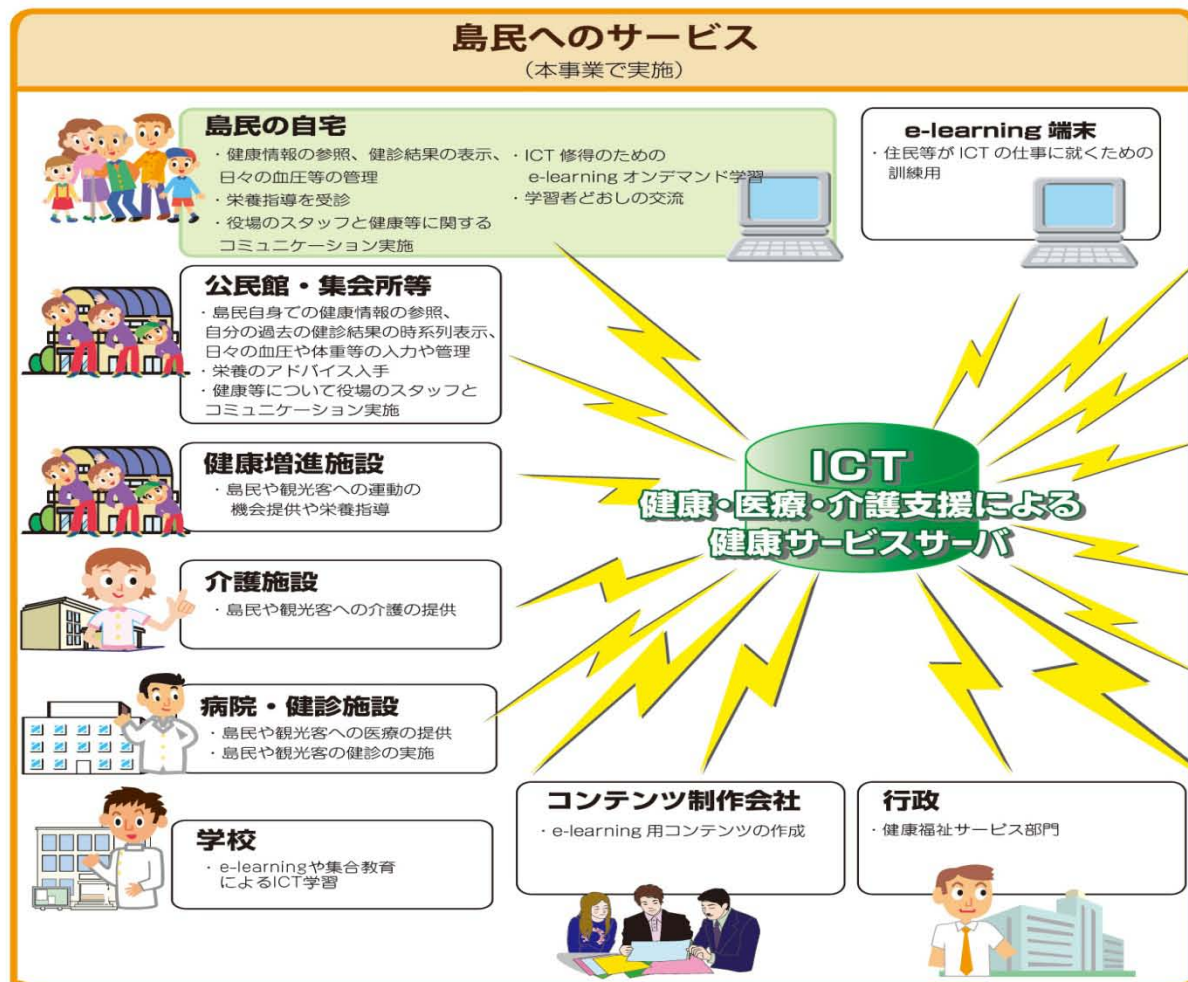 島民へのサービス
(本事業で実施)
島民の自宅
・健康情報の参照、健診結果の表示、
日々の血圧等の管理
・栄養指導を受診
・役場のスタッフと健康等に関する
コミュニケーション実施
・ICT 修得のための
e-learning オンデマンド学習
・学習者どおしの交流
e-learning 端末
・住民等が ICT の仕事に就くための
訓練用
公民館・集会所等
・島民自身での健康情報の参照、
自分の過去の健診結果の時系列表示、
日々の血圧や体重等の入力や管理
・栄養のアドバイス入手
・健康等について役場のスタッフと
コミュニケーション実施
健康増進施設
・島民や観光客への運動の
機会提供や栄養指導
ICT
健康・医療・介護支援による
健康サービスサーバ
介護施設
・島民や観光客への介護の提供
病院・健診施設
・島民や観光客への医療の提供
・島民や観光客の健診の実施
学校
・e-learningや集合教育
によるICT学習
コンテンツ制作会社
・e-learning 用コンテンツの作成
行政
・健康福祉サービス部門